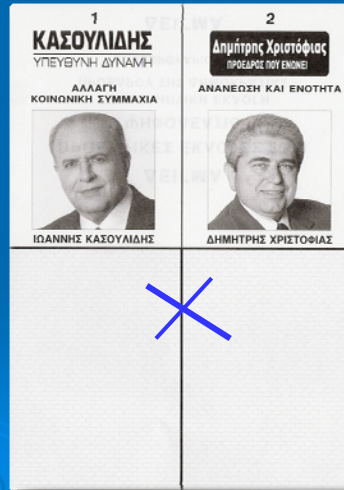 1
ΚΑΣΟΥΛΙΔΗΣ
ΥΠΕΥΘΥΝΗ ΔΥΝΑΜΗ
ΑΛΛΑΓΗ
ΚΟΙΝΩΝΙΚΗ ΣΥΜΜΑΧΙΑ
ΙΩΑΝΝΗΣ ΚΑΣΟΥΛΙΔΗΣ
2
Δημήτρης Χριστόφιας
ΠΡΟΕΔΡΟΣ ΠΟΥ ΕΝΩΝΕΙ
ΑΝΑΝΕΩΣΗ ΚΑΙ ΕΝΟΤΗΤΑ
ΔΗΜΗΤΡΗΣ ΧΡΙΣΤΟΦΙΑΣ